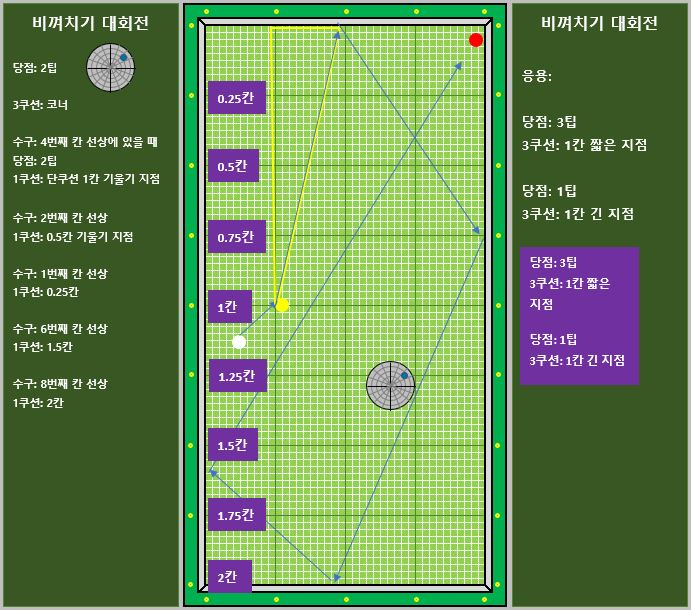 비껴치기 대회전
당점: 2팁
3쿠션: 코너
수구: 4번째 칸 선상에 있을 때
당점: 2팁
1쿠션: 단쿠션 1칸 기울기 지점
수구: 2번째 칸 선상
1쿠션: 0.5칸 기울기 지점
수구: 1번째 칸 선상
1쿠션: 0.25칸
수구: 6번째 칸 선상
1쿠션: 1.5칸
수구: 8번째 칸 선상
1쿠션: 2칸
0.25칸
0.5칸
0.75칸
1칸
1.25칸
1.5칸
1.75칸
2칸
비껴치기 대회전
응용:
당점: 3팁
3쿠션: 1칸 짧은 지점
당점: 1팁
3쿠션: 1칸 긴 지점
당점: 3팁
3쿠션: 1칸 짧은
지점
당점: 1팁
3쿠션: 1칸 긴 지점